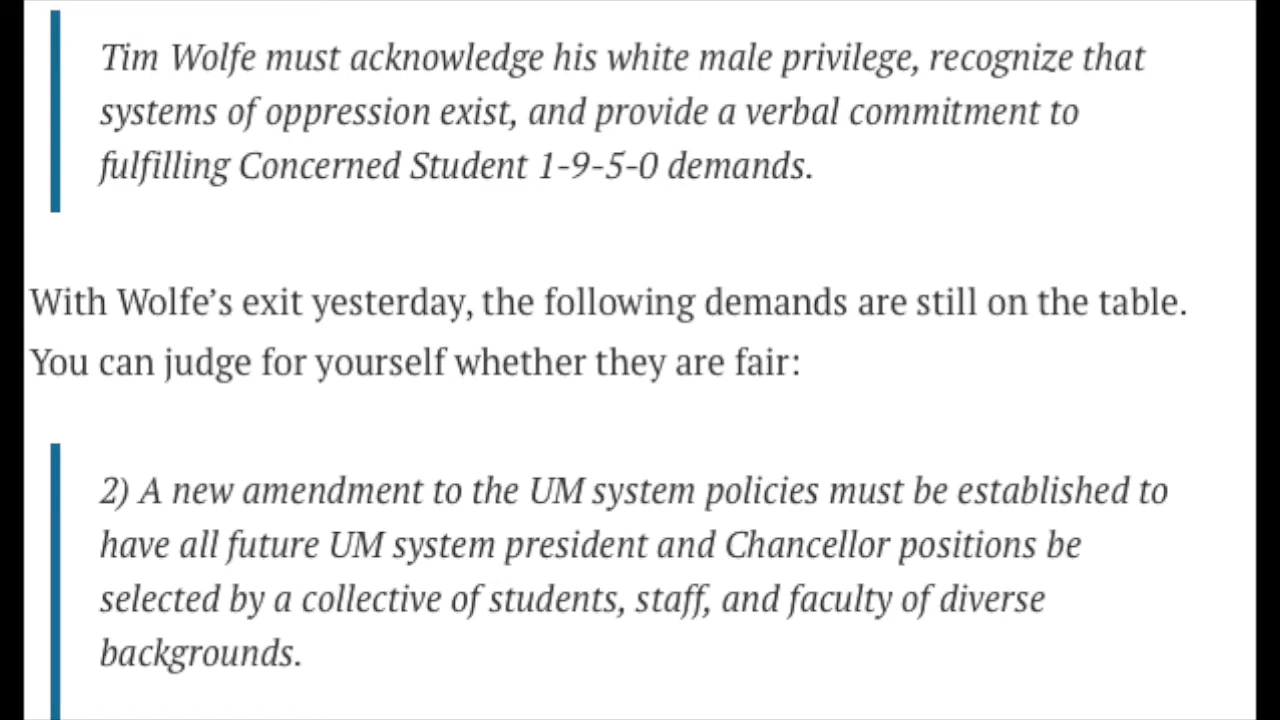 Tim Wolfe must acknowledge his white male privilege, recognize that
systems of oppression exist, and provide a verbal commitment to
fulfilling Concerned Student 1-9-5-0 demands.
With Wolfe’s exit yesterday, the following demands are still on the table.
You can judge for yourself whether they are fair:
2) A new amendment to the UM system policies must be established to
have all future UM system president and Chancellor positions be
selected by a collective of students, staff, and faculty of diverse
backgrounds.